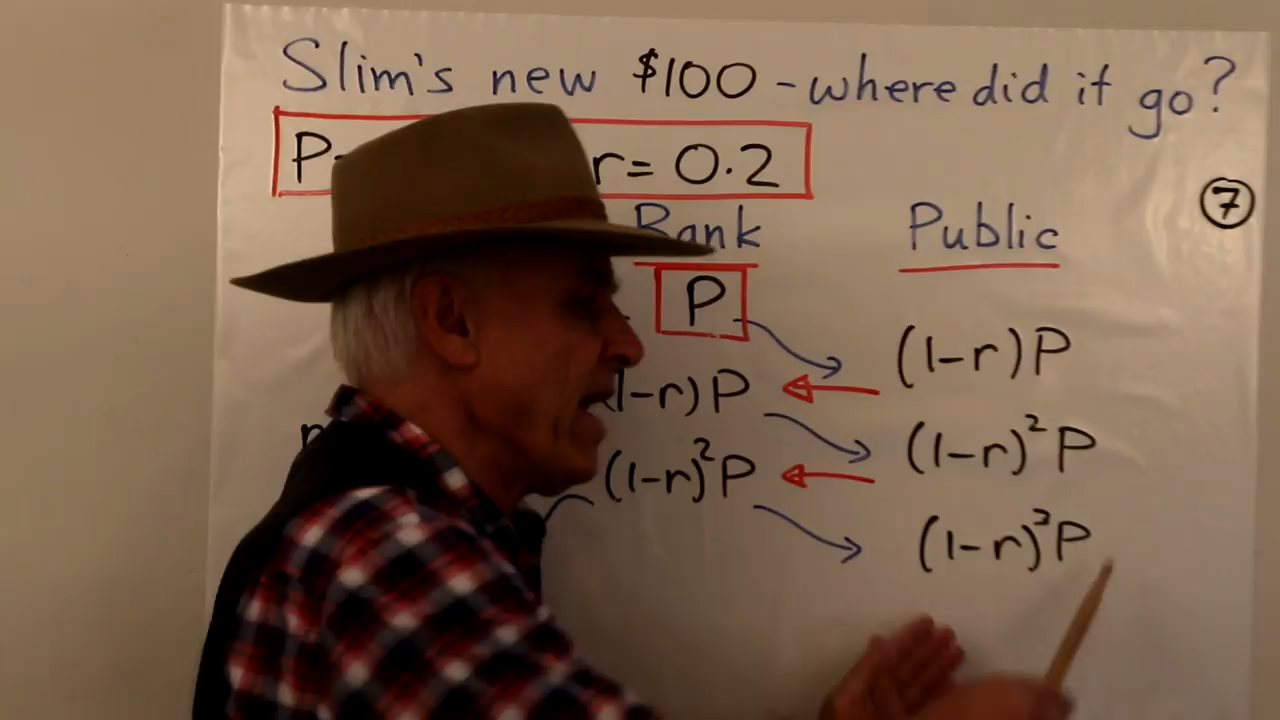 Slim's new $100 - where did it go?
P r= 0.2
7
Bank Public
P
(1-r)P
1-r)P
(1-r)²P
(1-r)²P
(1-r)³P